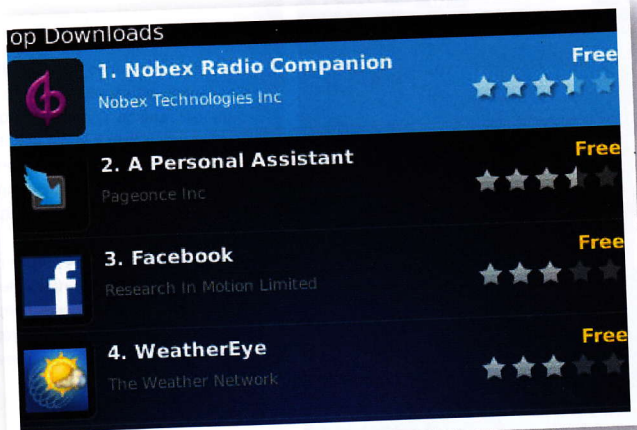 op Downloads
1. Nobex Radio Companion
Free
Nobex Technologies Inc
2. A Personal Assistant
Free
Pageonce Inc
3. Facebook
Free
Research In Motion Limited
4. WeatherEye
Free
The Weather Network